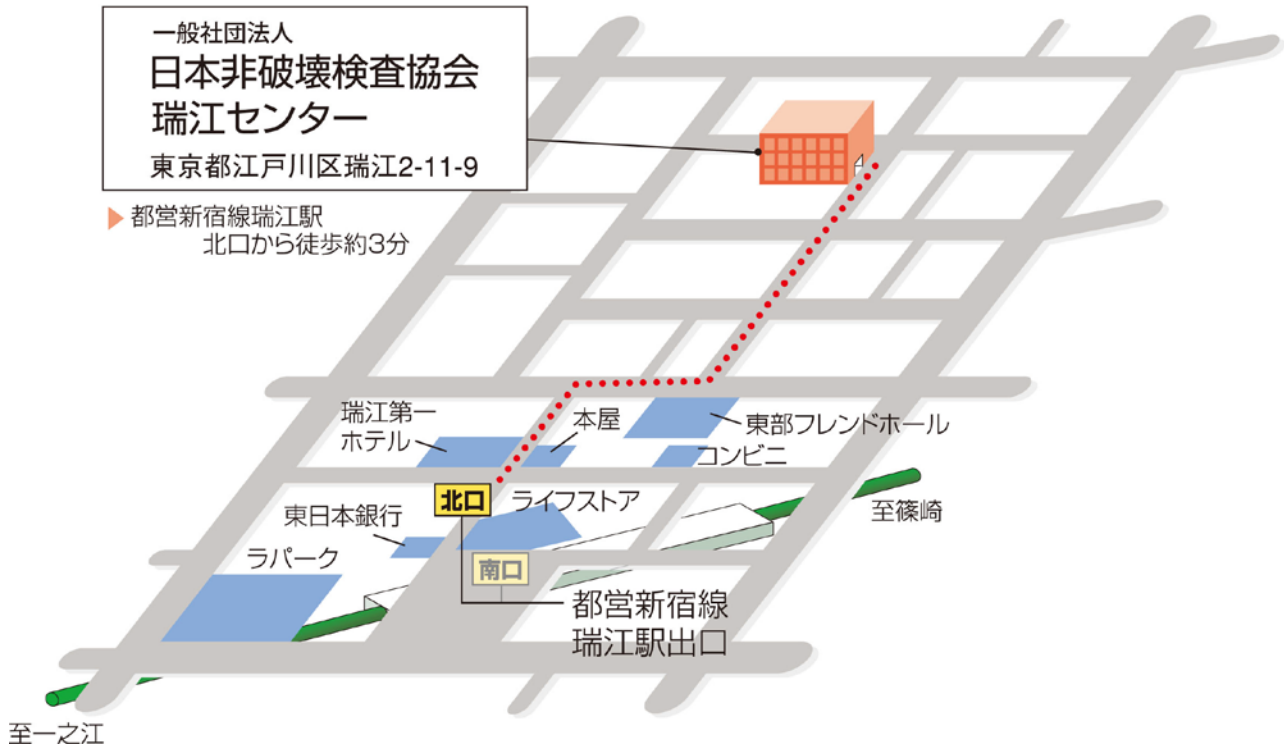 一般社団法人
日本非破壊検査協会
瑞江センター
東京都江戸川区瑞江2-11-9
都営新宿線瑞江駅
北口から徒歩約3分
瑞江第一
ホテル
本屋
東部フレンドホール
コンビニ
北口
ライフストア
至篠崎
東日本銀行
ラパーク
南口
都営新宿線
瑞江駅出口
至一之江